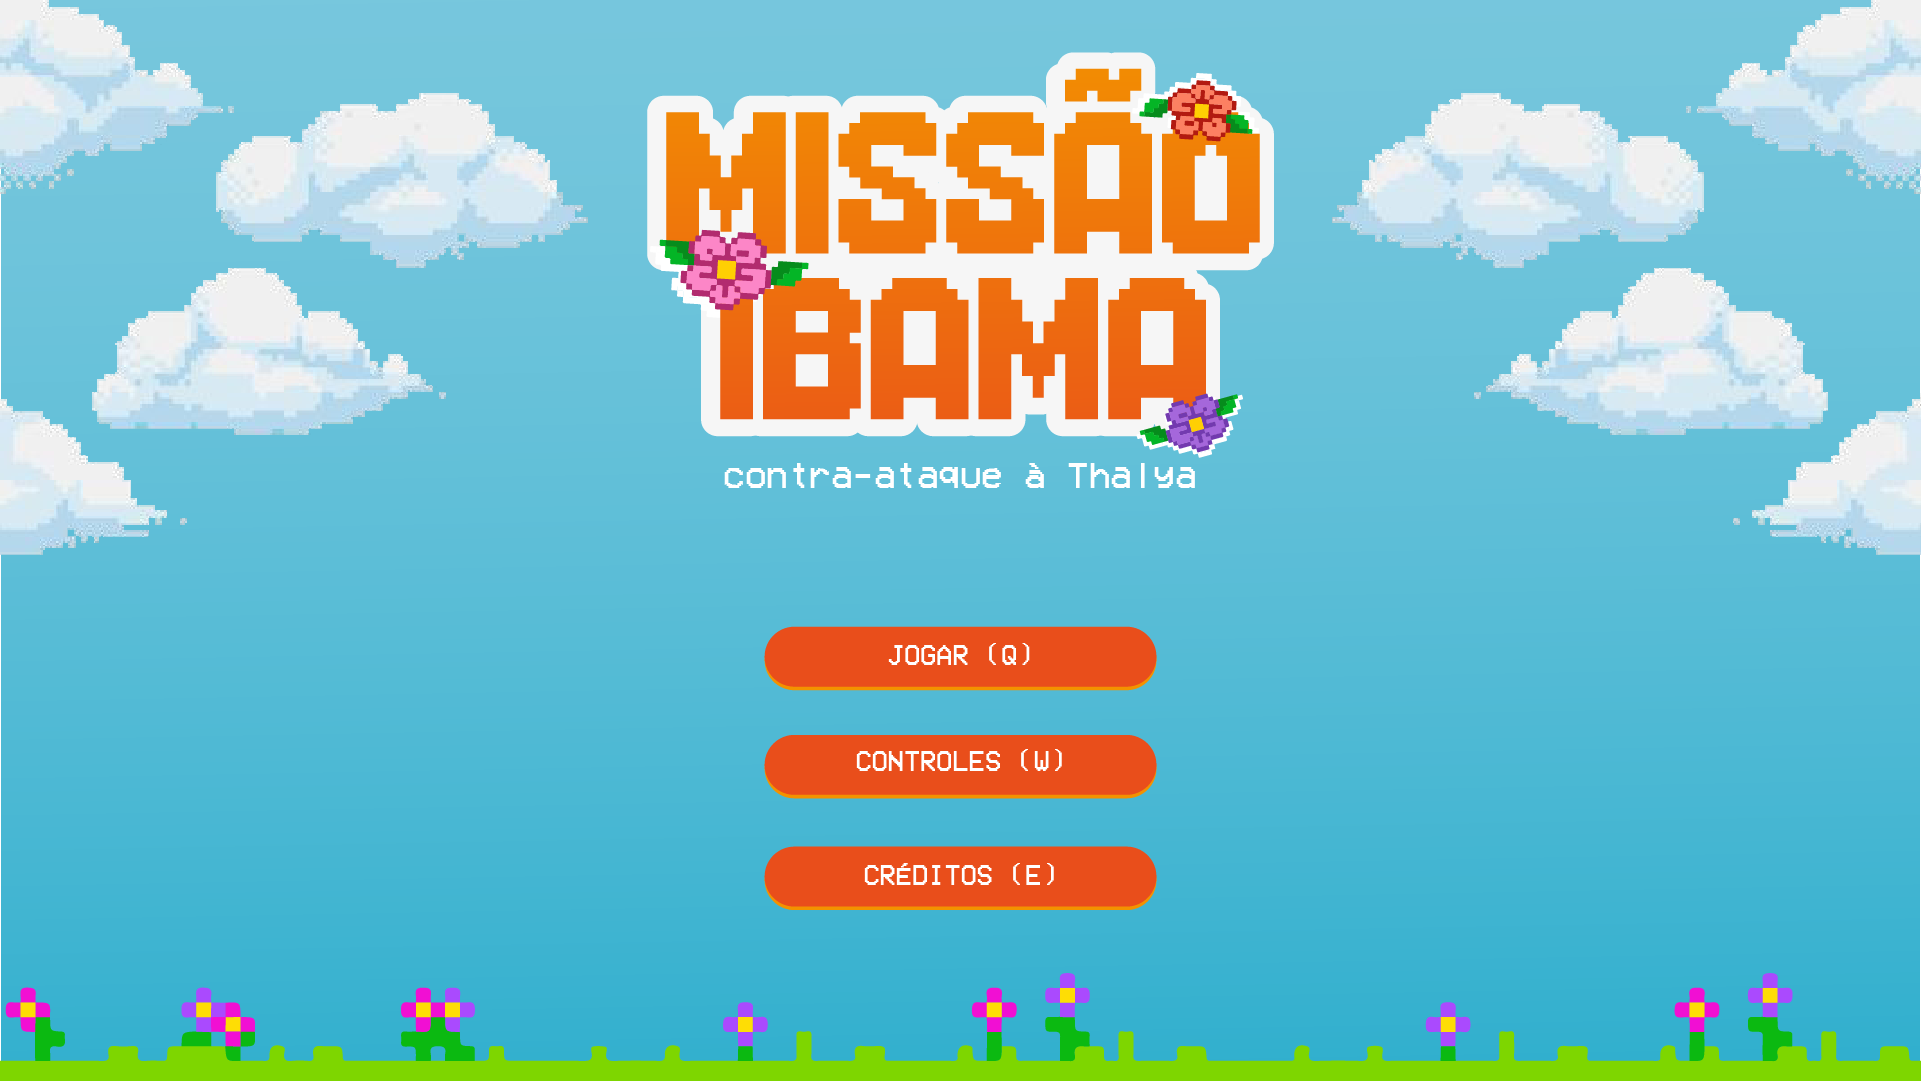 MISSÃO
IBAMA
contra-ataque à Thalya
JOGAR (Q)
CONTROLES (W)
CRÉDITOS (E)